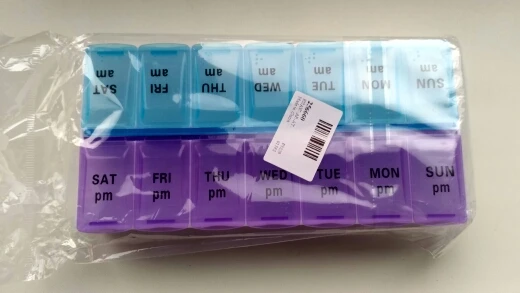 SUN am
MON am
TUE am
WED am
THU am
FRI am
SAT am
SAT pm
FRI pm
THU pm
WED pm
TUE pm
MON pm
SUN pm